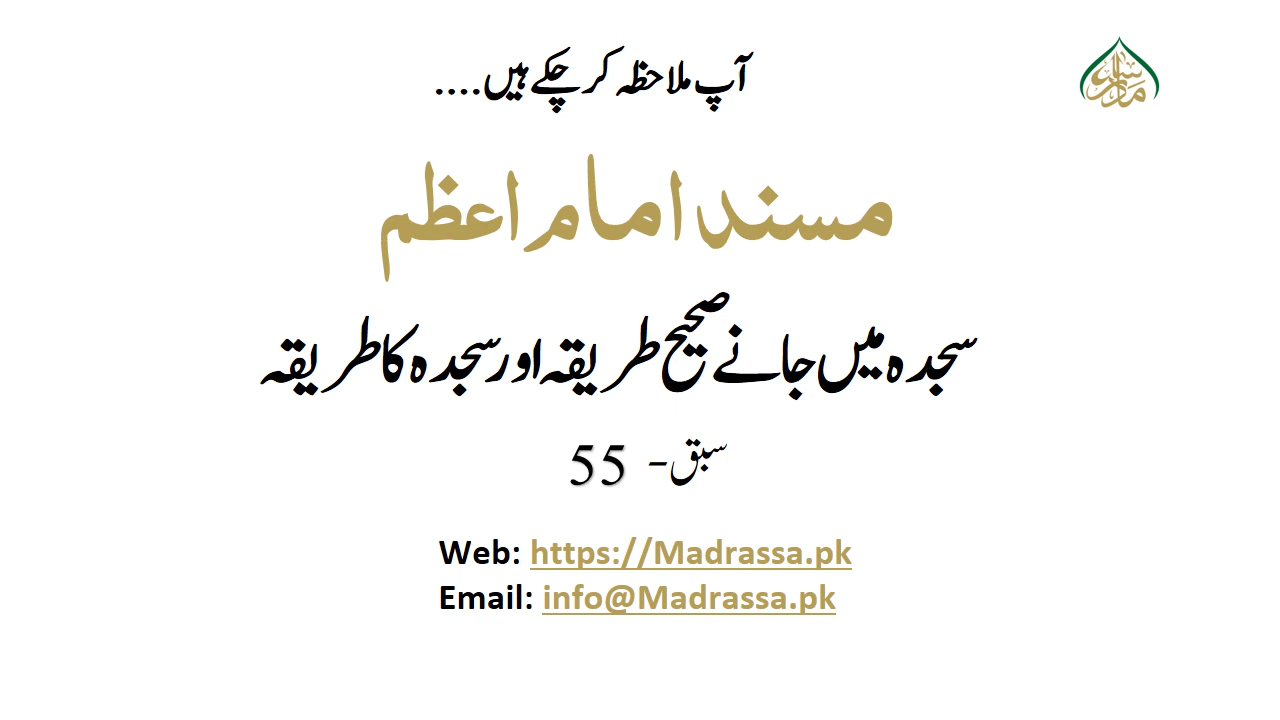 آپ ملاحظہ کر چکے ہیں....
مسند امام اعظم
سجدہ میں جانے صحیح طریقہ اور سجدہ کا طریقہ
سبق - 55
Web: https://Madrassa.pk
Email: info@Madrassa.pk